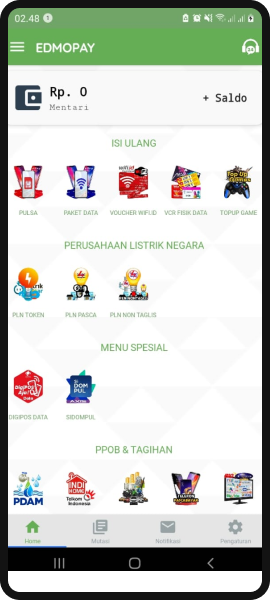 02.48
EDMOPAY
Rp. 0
Mentari
+ Saldo
ISI ULANG
PULSA
PAKET DATA
VOUCHER WIFI.ID
VCR FISIK DATA
TOPUP GAME
PERUSAHAAN LISTRIK NEGARA
PLN TOKEN
PLN PASCA
PLN NON TAGLIS
MENU SPESIAL
DIGIPOS DATA
SIDOMPUL
PPOB & TAGIHAN
PDAM
INDI
HOME
Telkom
Indonesia
Home
Mutasi
Notifikasi
Pengaturan